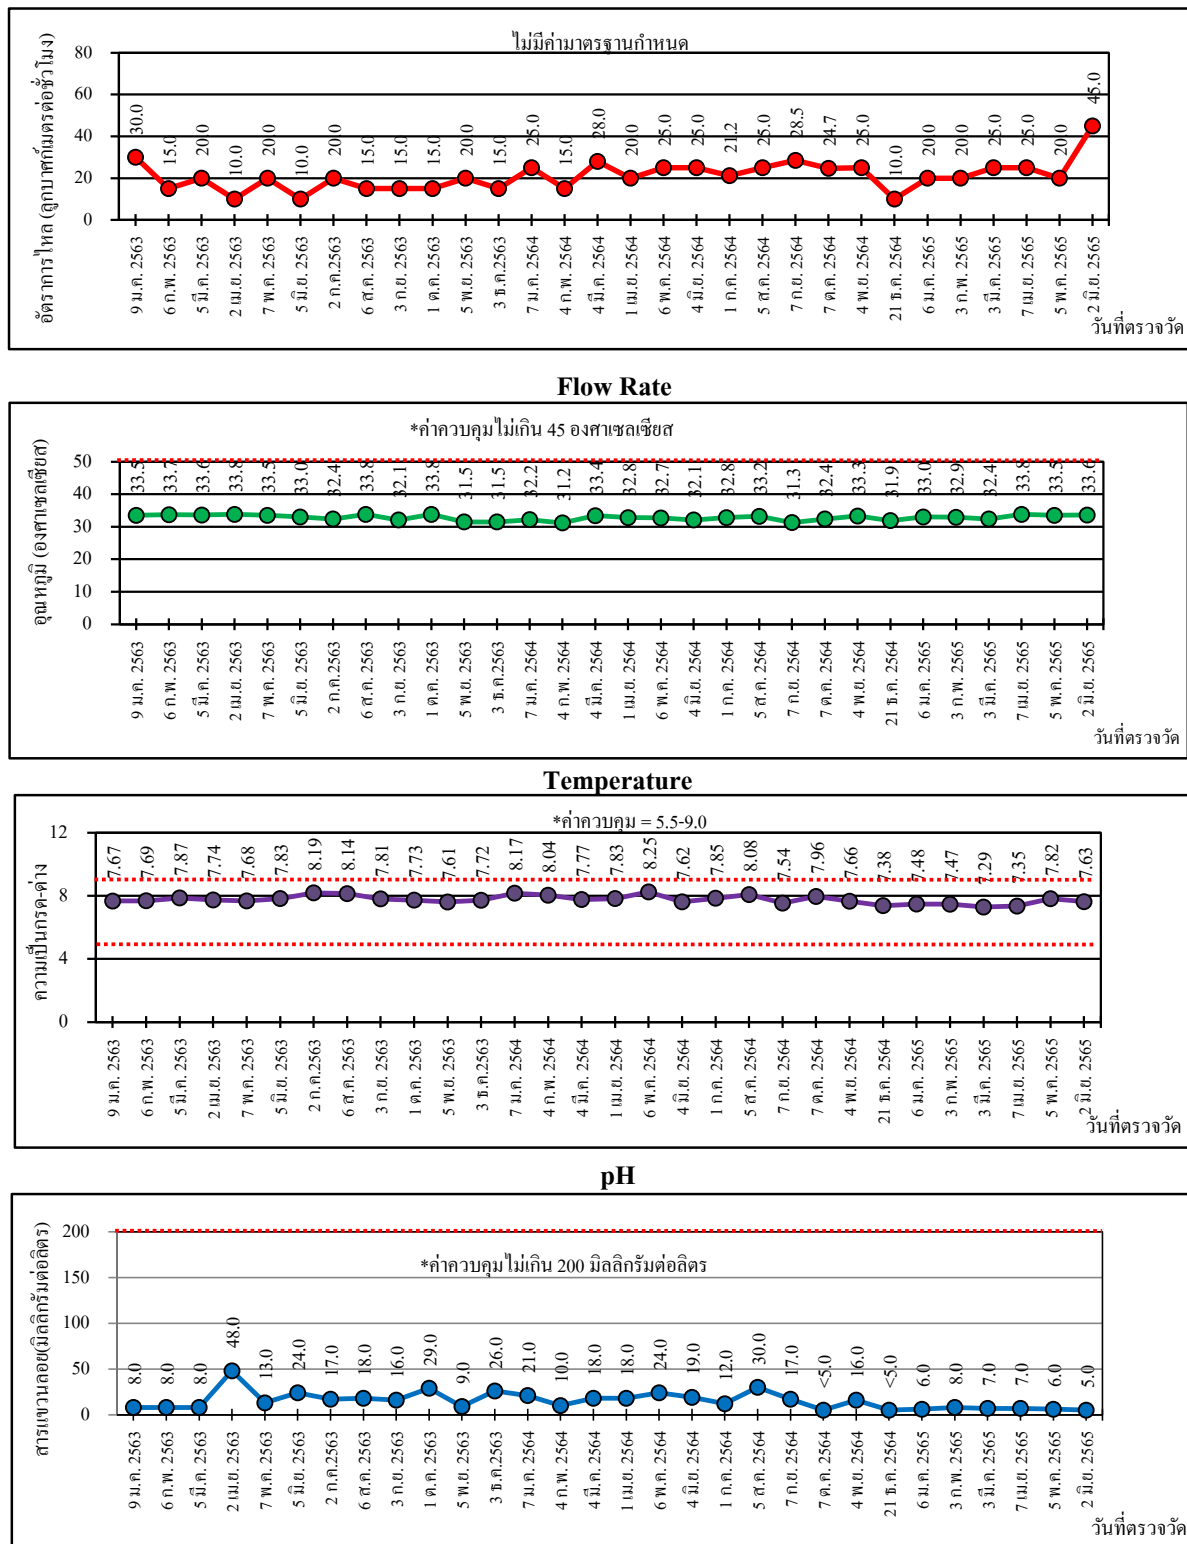 ไม่มีค่ามาตรฐานกำหนด
อัตราการไหล (ลูกบาศก์เมตรต่อชั่วโมง)
80
60
40
20
0
30.0 15.0 20.0 10.0 20.0 10.0 20.0 15.0 15.0 15.0 20.0 15.0 25.0 15.0 28.0 20.0 25.0 25.0 21.2 25.0 28.5 24.7 25.0 10.0 20.0 20.0 25.0 25.0 20.0 45.0
9 ม.ค. 2563 6 ก.พ. 2563 5 มี.ค. 2563 2 เม.ย. 2563 7 พ.ค. 2563 5 มิ.ย. 2563 2 ก.ค.2563 6 ส.ค. 2563 3 ก.ย. 2563 1 ต.ค. 2563 5 พ.ย. 2563 3 ธ.ค.2563 7 ม.ค. 2564 4 ก.พ. 2564 4 มี.ค. 2564 1 เม.ย. 2564 6 พ.ค. 2564 4 มิ.ย. 2564 1 ก.ค. 2564 5 ส.ค. 2564 7 ก.ย. 2564 7 ต.ค. 2564 4 พ.ย. 2564 21 ธ.ค. 2564 6 ม.ค. 2565 3 ก.พ. 2565 3 มี.ค. 2565 7 เม.ย. 2565 5 พ.ค. 2565 2 มิ.ย. 2565
วันที่ตรวจวัด
Flow Rate
*ค่าควบคุมไม่เกิน 45 องศาเซลเซียส
อุณหภูมิ (องศาเซลเซียส)
50
40
30
20
10
0
33.5 33.7 33.6 33.8 33.5 33.0 32.4 33.8 32.1 33.8 31.5 31.5 32.2 31.2 33.4 32.8 32.7 32.1 32.8 33.2 31.3 32.4 33.3 31.9 33.0 32.9 32.4 33.8 33.5 33.6
9 ม.ค. 2563 6 ก.พ. 2563 5 มี.ค. 2563 2 เม.ย. 2563 7 พ.ค. 2563 5 มิ.ย. 2563 2 ก.ค.2563 6 ส.ค. 2563 3 ก.ย. 2563 1 ต.ค. 2563 5 พ.ย. 2563 3 ธ.ค.2563 7 ม.ค. 2564 4 ก.พ. 2564 4 มี.ค. 2564 1 เม.ย. 2564 6 พ.ค. 2564 4 มิ.ย. 2564 1 ก.ค. 2564 5 ส.ค. 2564 7 ก.ย. 2564 7 ต.ค. 2564 4 พ.ย. 2564 21 ธ.ค. 2564 6 ม.ค. 2565 3 ก.พ. 2565 3 มี.ค. 2565 7 เม.ย. 2565 5 พ.ค. 2565 2 มิ.ย. 2565
วันที่ตรวจวัด
Temperature
*ค่าควบคุม = 5.5-9.0
ความเป็นกรด-ด่าง
12
8
4
0
7.67 7.69 7.87 7.74 7.68 7.83 8.19 8.14 7.81 7.73 7.61 7.72 8.17 8.04 7.77 7.83 8.25 7.62 7.85 8.08 7.54 7.96 7.66 7.38 7.48 7.47 7.29 7.35 7.82 7.63
9 ม.ค. 2563 6 ก.พ. 2563 5 มี.ค. 2563 2 เม.ย. 2563 7 พ.ค. 2563 5 มิ.ย. 2563 2 ก.ค.2563 6 ส.ค. 2563 3 ก.ย. 2563 1 ต.ค. 2563 5 พ.ย. 2563 3 ธ.ค.2563 7 ม.ค. 2564 4 ก.พ. 2564 4 มี.ค. 2564 1 เม.ย. 2564 6 พ.ค. 2564 4 มิ.ย. 2564 1 ก.ค. 2564 5 ส.ค. 2564 7 ก.ย. 2564 7 ต.ค. 2564 4 พ.ย. 2564 21 ธ.ค. 2564 6 ม.ค. 2565 3 ก.พ. 2565 3 มี.ค. 2565 7 เม.ย. 2565 5 พ.ค. 2565 2 มิ.ย. 2565
วันที่ตรวจวัด
pH
*ค่าควบคุมไม่เกิน 200 มิลลิกรัมต่อลิตร
สารแขวนลอย(มิลลิกรัมต่อลิตร)
200
150
100
50
0
8.0 8.0 8.0 48.0 13.0 24.0 17.0 18.0 16.0 29.0 9.0 26.0 21.0 10.0 18.0 18.0 24.0 19.0 12.0 30.0 17.0 <5.0 16.0 <5.0 6.0 8.0 7.0 7.0 6.0 5.0
9 ม.ค. 2563 6 ก.พ. 2563 5 มี.ค. 2563 2 เม.ย. 2563 7 พ.ค. 2563 5 มิ.ย. 2563 2 ก.ค.2563 6 ส.ค. 2563 3 ก.ย. 2563 1 ต.ค. 2563 5 พ.ย. 2563 3 ธ.ค.2563 7 ม.ค. 2564 4 ก.พ. 2564 4 มี.ค. 2564 1 เม.ย. 2564 6 พ.ค. 2564 4 มิ.ย. 2564 1 ก.ค. 2564 5 ส.ค. 2564 7 ก.ย. 2564 7 ต.ค. 2564 4 พ.ย. 2564 21 ธ.ค. 2564 6 ม.ค. 2565 3 ก.พ. 2565 3 มี.ค. 2565 7 เม.ย. 2565 5 พ.ค. 2565 2 มิ.ย. 2565
วันที่ตรวจวัด